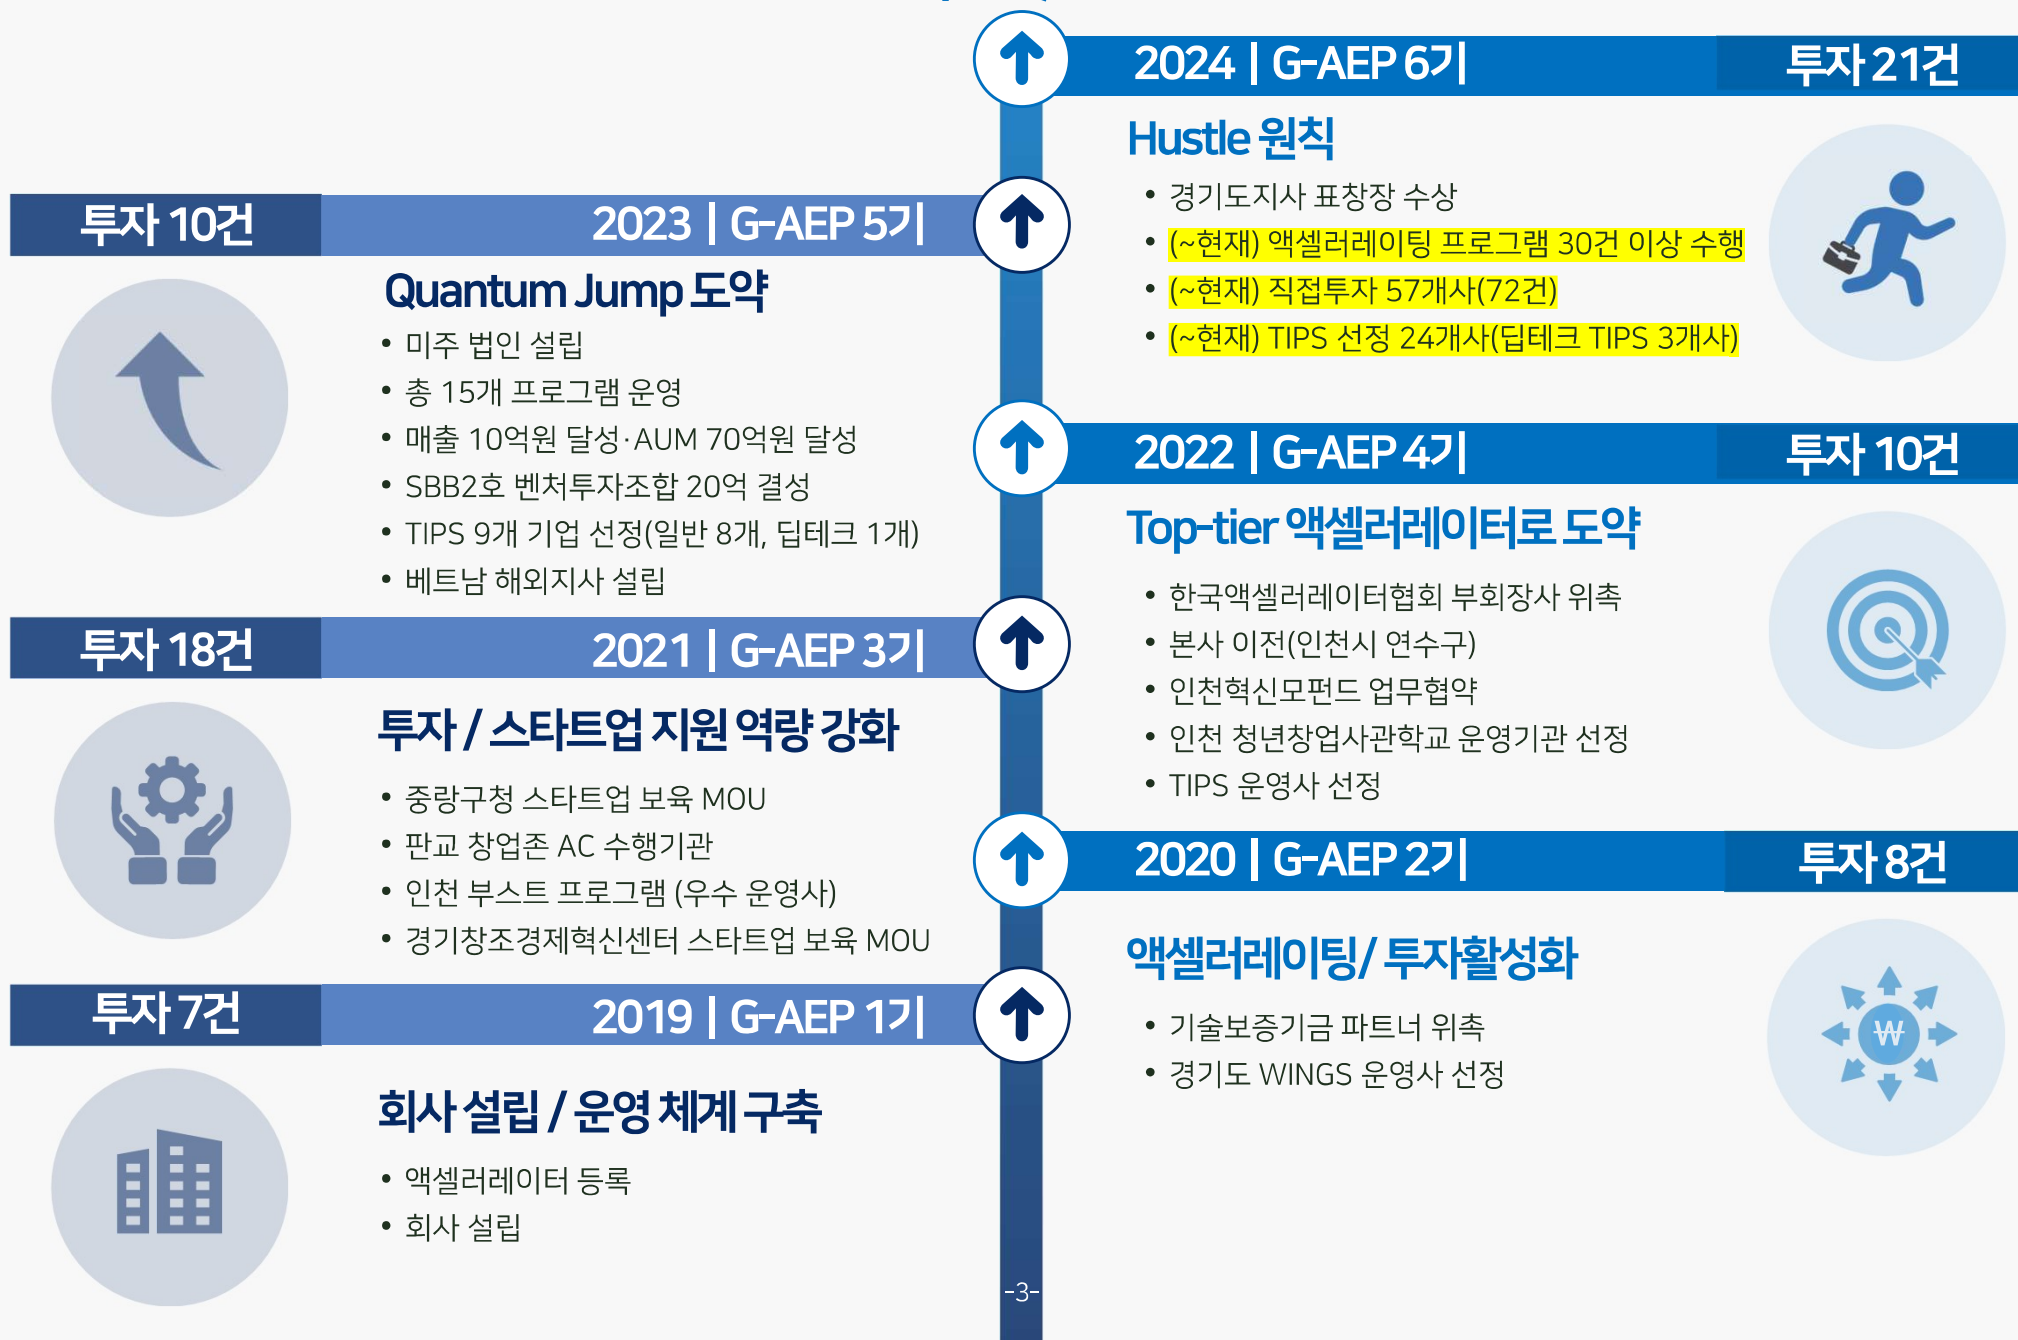 2024 | G-AEP 6기
투자 21건
Hustle 원칙
• 경기도지사 표창장 수상
• (~현재) 액셀러레이팅 프로그램 30건 이상 수행
• (~현재) 직접투자 57개사(72건)
• (~현재) TIPS 선정 24개사(딥테크 TIPS 3개사)
투자 10건
2023 | G-AEP 5기
Quantum Jump 도약
• 미주 법인 설립
• 총 15개 프로그램 운영
• 매출 10억원 달성·AUM 70억원 달성
• SBB2호 벤처투자조합 20억 결성
• TIPS 9개 기업 선정(일반 8개, 딥테크 1개)
• 베트남 해외지사 설립
2022 | G-AEP 4기
투자 10건
Top-tier 액셀러레이터로 도약
• 한국액셀러레이터협회 부회장사 위촉
• 본사 이전(인천시 연수구)
• 인천혁신모펀드 업무협약
• 인천 청년창업사관학교 운영기관 선정
• TIPS 운영사 선정
투자 18건
2021 | G-AEP 3기
투자 / 스타트업 지원 역량 강화
• 중랑구청 스타트업 보육 MOU
• 판교 창업존 AC 수행기관
• 인천 부스트 프로그램 (우수 운영사)
• 경기창조경제혁신센터 스타트업 보육 MOU
2020 | G-AEP 2기
투자 8건
액셀러레이팅/ 투자활성화
• 기술보증기금 파트너 위촉
• 경기도 WINGS 운영사 선정
₩
투자 7건
2019 | G-AEP 1기
회사 설립 / 운영 체계 구축
• 액셀러레이터 등록
• 회사 설립
-3-